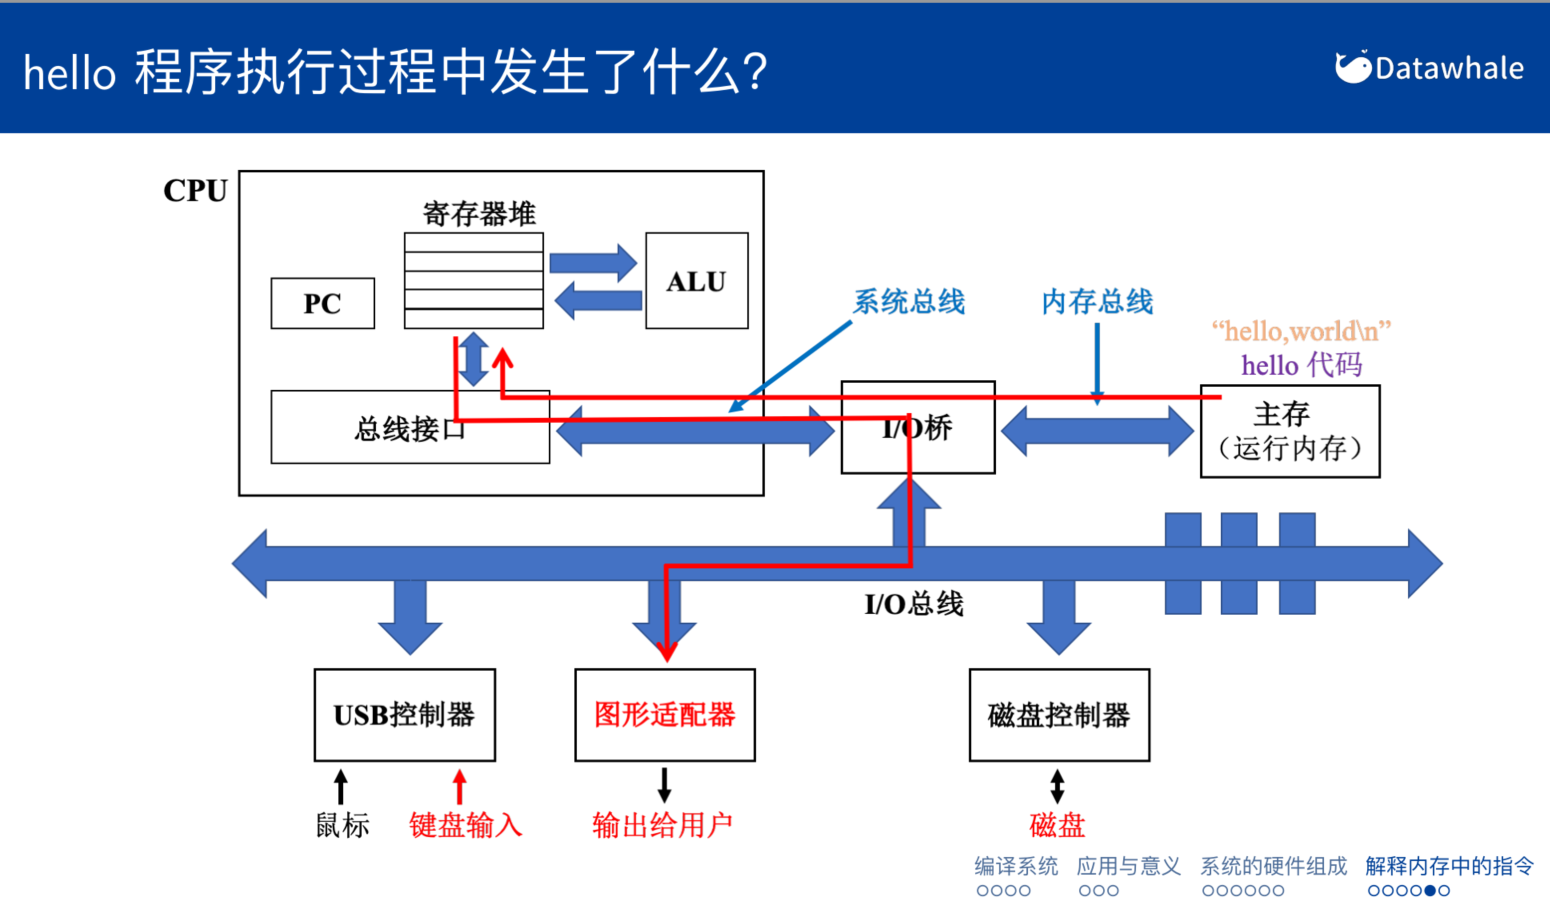 hello 程序执行过程中发生了什么？
Datawhale
CPU
寄存器堆
PC
ALU
系统总线
内存总线
“hello,world\n”
hello 代码
总线接口
I/O桥
主存
（运行内存）
I/O总线
USB控制器
图形适配器
磁盘控制器
鼠标
键盘输入
输出给用户
磁盘
编译系统 应用与意义 系统的硬件组成 解释内存中的指令